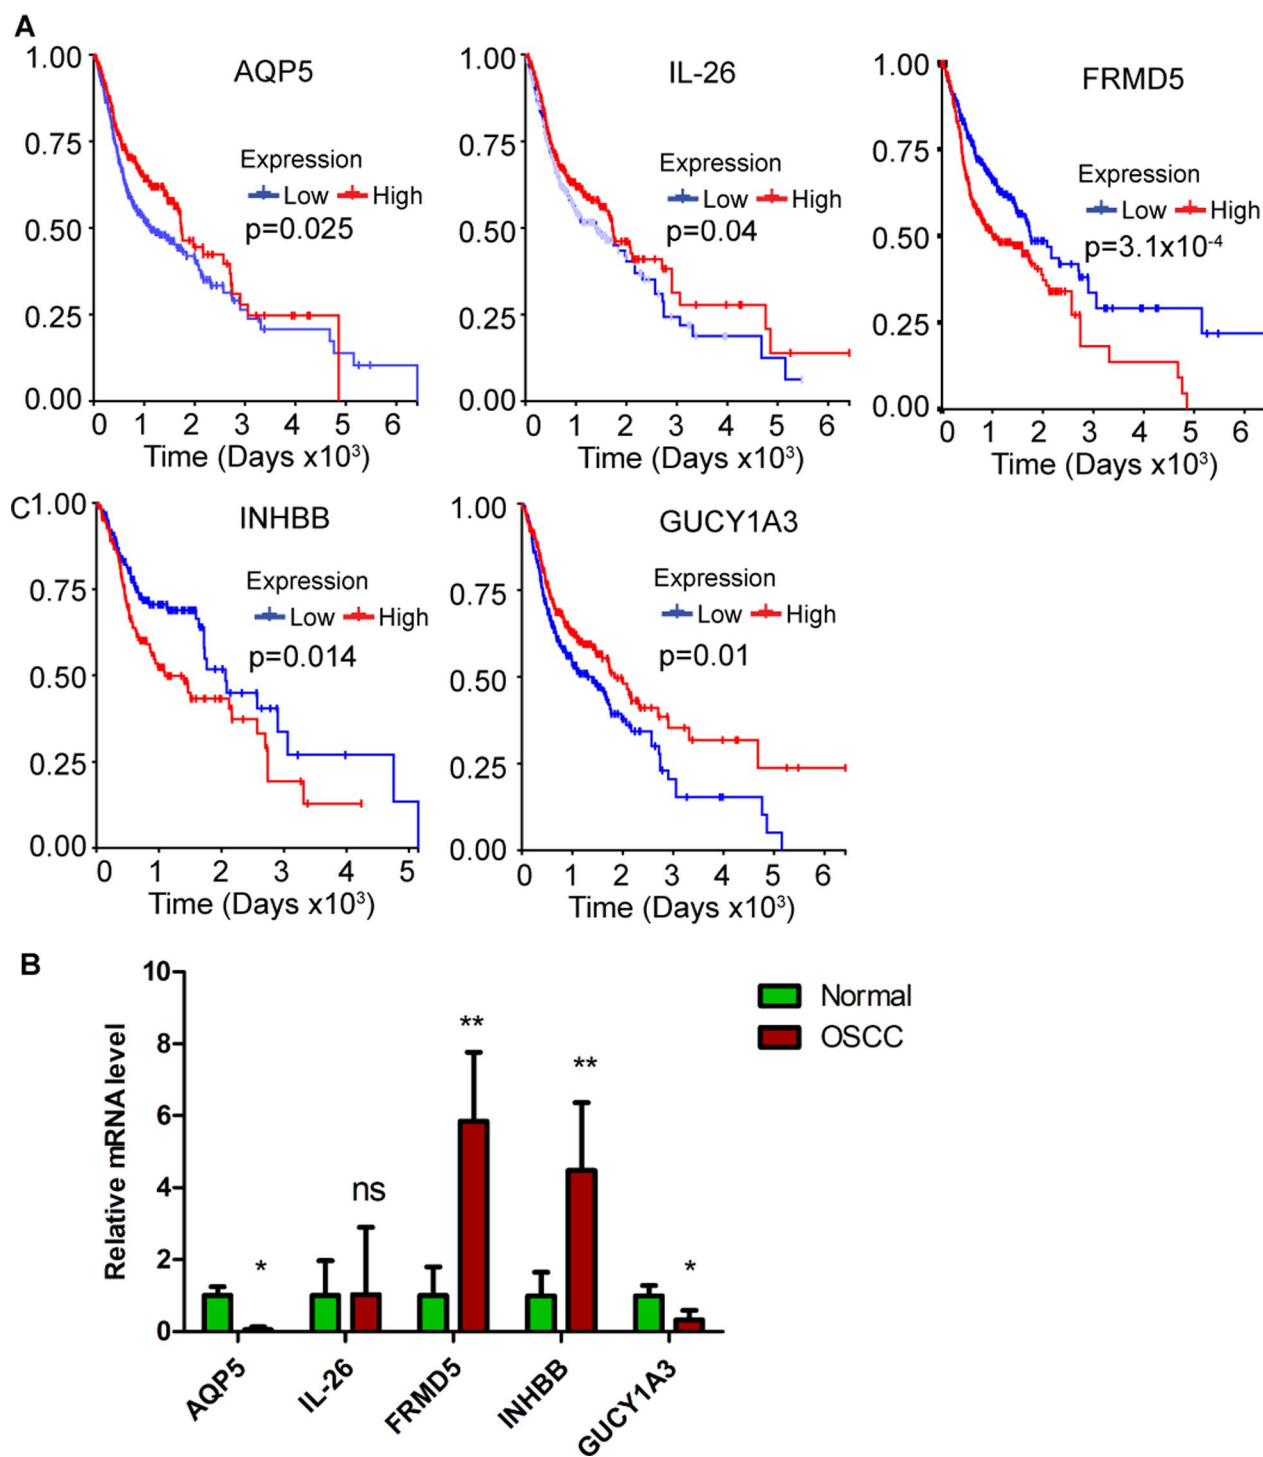 A
AQP5
1.00
0.75
0.50
0.25
0.00
Expression
Low High
p=0.025
0 1 2 3 4 5 6
Time (Days x10³)
IL-26
1.00
0.75
0.50
0.25
0.00
Expression
Low High
p=0.04
0 1 2 3 4 5 6
Time (Days x10³)
FRMD5
1.00
0.75
0.50
0.25
0.00
Expression
Low High
p=3.1x10⁻⁴
0 1 2 3 4 5 6
Time (Days x10³)
C
INHBB
1.00
0.75
0.50
0.25
0.00
Expression
Low High
p=0.014
0 1 2 3 4 5
Time (Days x10³)
GUCY1A3
1.00
0.75
0.50
0.25
0.00
Expression
Low High
p=0.01
0 1 2 3 4 5 6
Time (Days x10³)
B
Relative mRNA level
10
8
6
4
2
0
*
ns
**
**
*
AQP5
IL-26
FRMD5
INHBB
GUCY1A3
Normal
OSCC